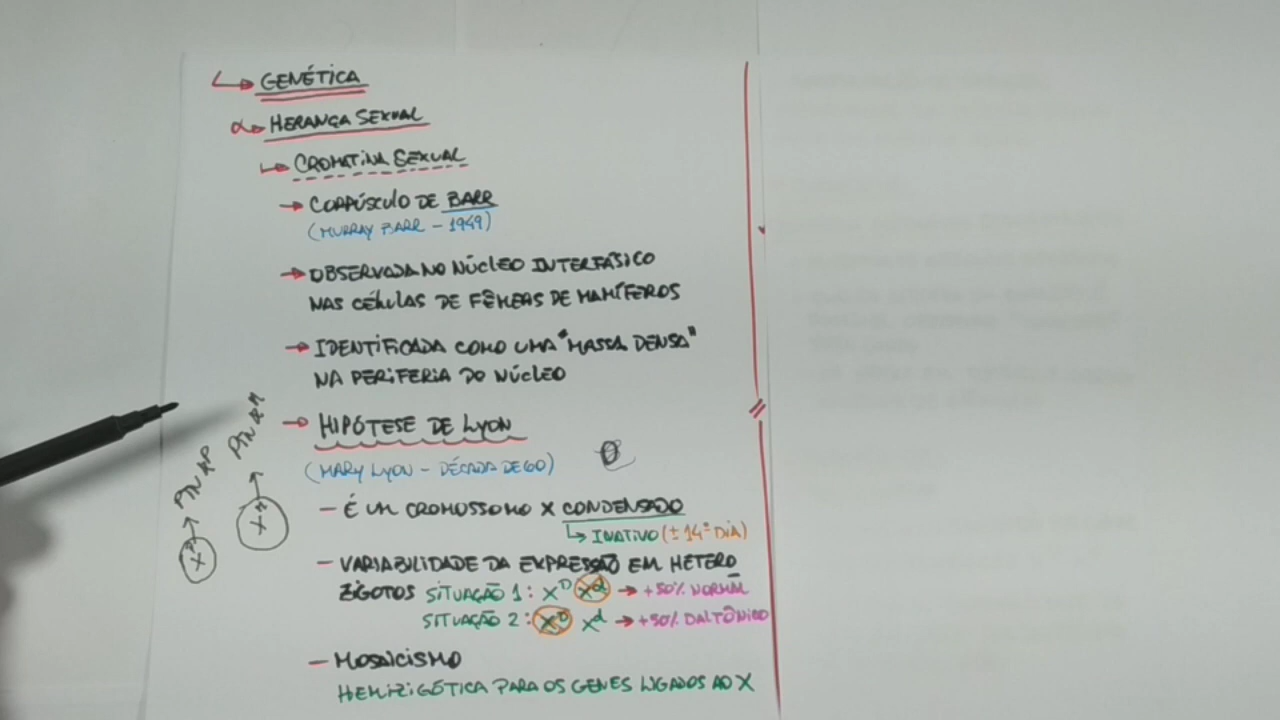 GENÉTICA
HERANÇA SEXUAL
CROMATINA SEXUAL
CORPÚSCULO DE BARR
(MURRAY BARR - 1949)
OBSERVADA NO NÚCLEO INTERFÁSICO
NAS CÉLULAS DE FÊMEAS DE MAMÍFEROS
IDENTIFICADA COMO UMA "MASSA DENSA"
NA PERIFERIA DO NÚCLEO
HIPÓTESE DE LYON
(MARY LYON - DÉCADA DE 60)
- É UM CROMOSSOMO X CONDENSADO
INATIVO (± 14º DIA)
- VARIABILIDADE DA EXPRESSÃO EM HETERO
ZIGOTOS SITUAÇÃO 1: X^D X^d → +50% NORMAL
SITUAÇÃO 2: X^D X^d → +50% DALTÔNICO
- MOSAICISMO
HEMIZIGÓTICA PARA OS GENES LIGADOS AO X
PTN
X
PTN
X